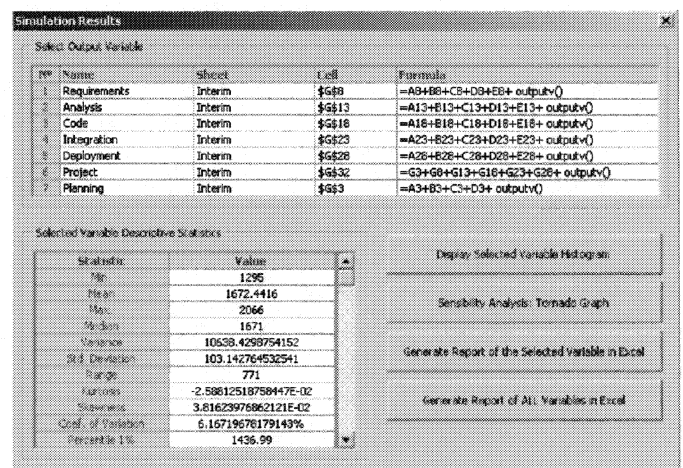 Simulation Results
Select Output Variable
Nº Name Sheet Cell Formula
1 Requirements Interim $G$8 =A8+B8+C8+D8+E8+ outputv()
2 Analysis Interim $G$13 =A13+B13+C13+D13+E13+ outputv()
3 Code Interim $G$18 =A18+B18+C18+D18+E18+ outputv()
4 Integration Interim $G$23 =A23+B23+C23+D23+E23+ outputv()
5 Deployment Interim $G$28 =A28+B28+C28+D28+E28+ outputv()
6 Project Interim $G$32 =G3+G8+G13+G18+G23+G28+ outputv()
7 Planning Interim $G$3 =A3+B3+C3+D3+ outputv()
Selected Variable Descriptive Statistics
Statistic Value
Min 1295
Mean 1672.4416
Max 2066
Median 1671
Variance 10638.4298754152
Std. Deviation 103.142764532541
Range 771
Kurtosis -2.58812518758447E-02
Skewness 3.81623976862121E-02
Coef. of Variation 6.16719678179143%
Percentile 1% 1436.99
Display Selected Variable Histogram
Sensibility Analysis: Tornado Graph
Generate Report of the Selected Variable in Excel
Generate Report of ALL Variables in Excel